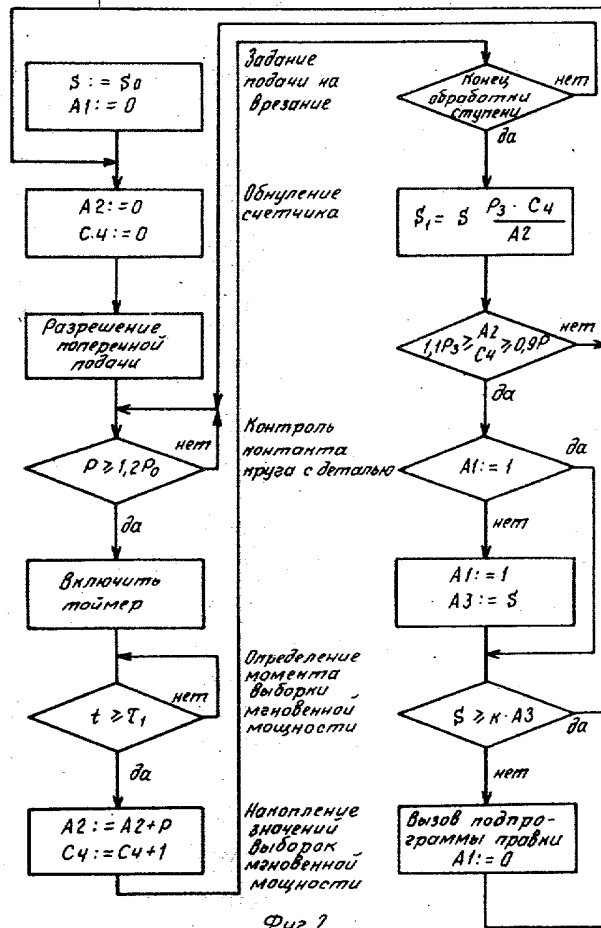 S := S₀
A1 := 0
A2 := 0
C4 := 0
Разрешение
поперечной
подачи
P ≥ 1,2P₀
нет
да
Включить
тоймер
t ≥ T₁
нет
да
A2 := A2+P
C4 := C4+1
Задание
подачи на
врезание
Обнуление
счетчика
Контроль
контакта
круга с деталью
Определение
момента
выборки
мгновенной
мощности
Накопление
значений
выборок
мгновенной
мощности
Конец
обработки
ступени
нет
да
S₁ = S P₃ · C4 / A2
1,1P₃ ≥ A2/C4 ≥ 0,9P
нет
да
A1 := 1
да
нет
A1 := 1
A3 := S
S ≥ к · A3
да
нет
Вызов подпро-
граммы правки
A1 := 0
Фиг. 2